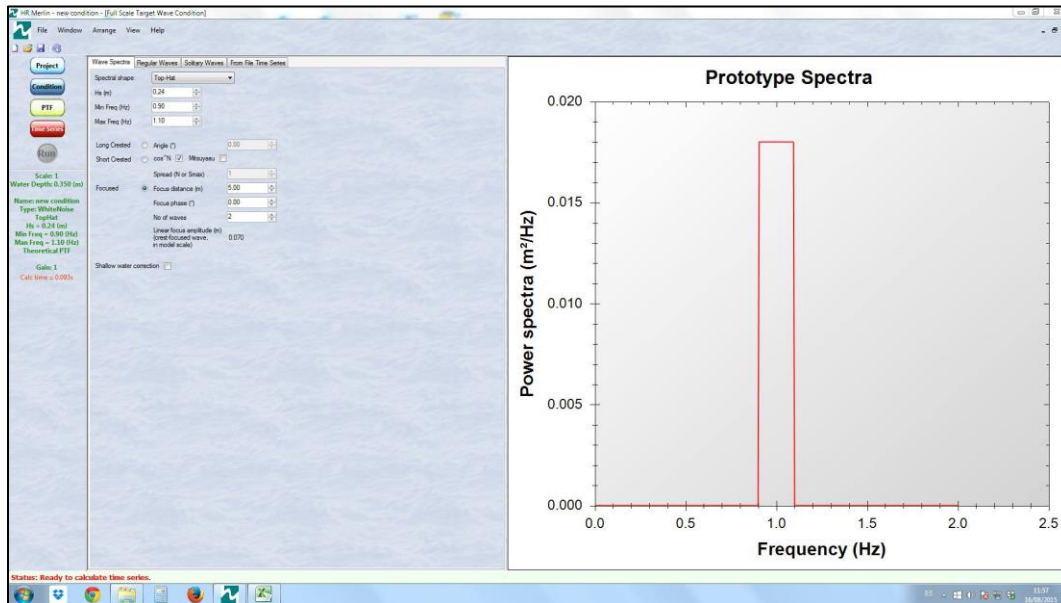 HR Merlin - new condition - [Full Scale Target Wave Condition]
File Window Arrange View Help
Project
Condition
PTF
Time Series
Run
Scale: 1
Water Depth: 0.350 (m)
Name: new condition
Type: WhiteNoise
TopHat
Hs = 0.24 (m)
Min Freq = 0.90 (Hz)
Max Freq = 1.10 (Hz)
Theoretical PTF
Gain: 1
Calc time = 0.003s
Wave Spectra Regular Waves Solitary Waves From File Time Series
Spectral shape Top Hat
Hs (m) 0.24
Min Freq (Hz) 0.90
Max Freq (Hz) 1.10
Long Crested Angle (°) 0.00
Short Crested cos^N Mitsuyasu
Spread (N or Smax) 1
Focused Focus distance (m) 5.00
Focus phase (°) 0.00
No of waves 2
Linear focus amplitude (m)
(crest-focused wave, 0.070
in model scale)
Shallow water correction
Prototype Spectra
Power spectra (m²/Hz)
0.020
0.015
0.010
0.005
0.000
0.0 0.5 1.0 1.5 2.0 2.5
Frequency (Hz)
Status: Ready to calculate time series.
ES 11:57
16/08/2015